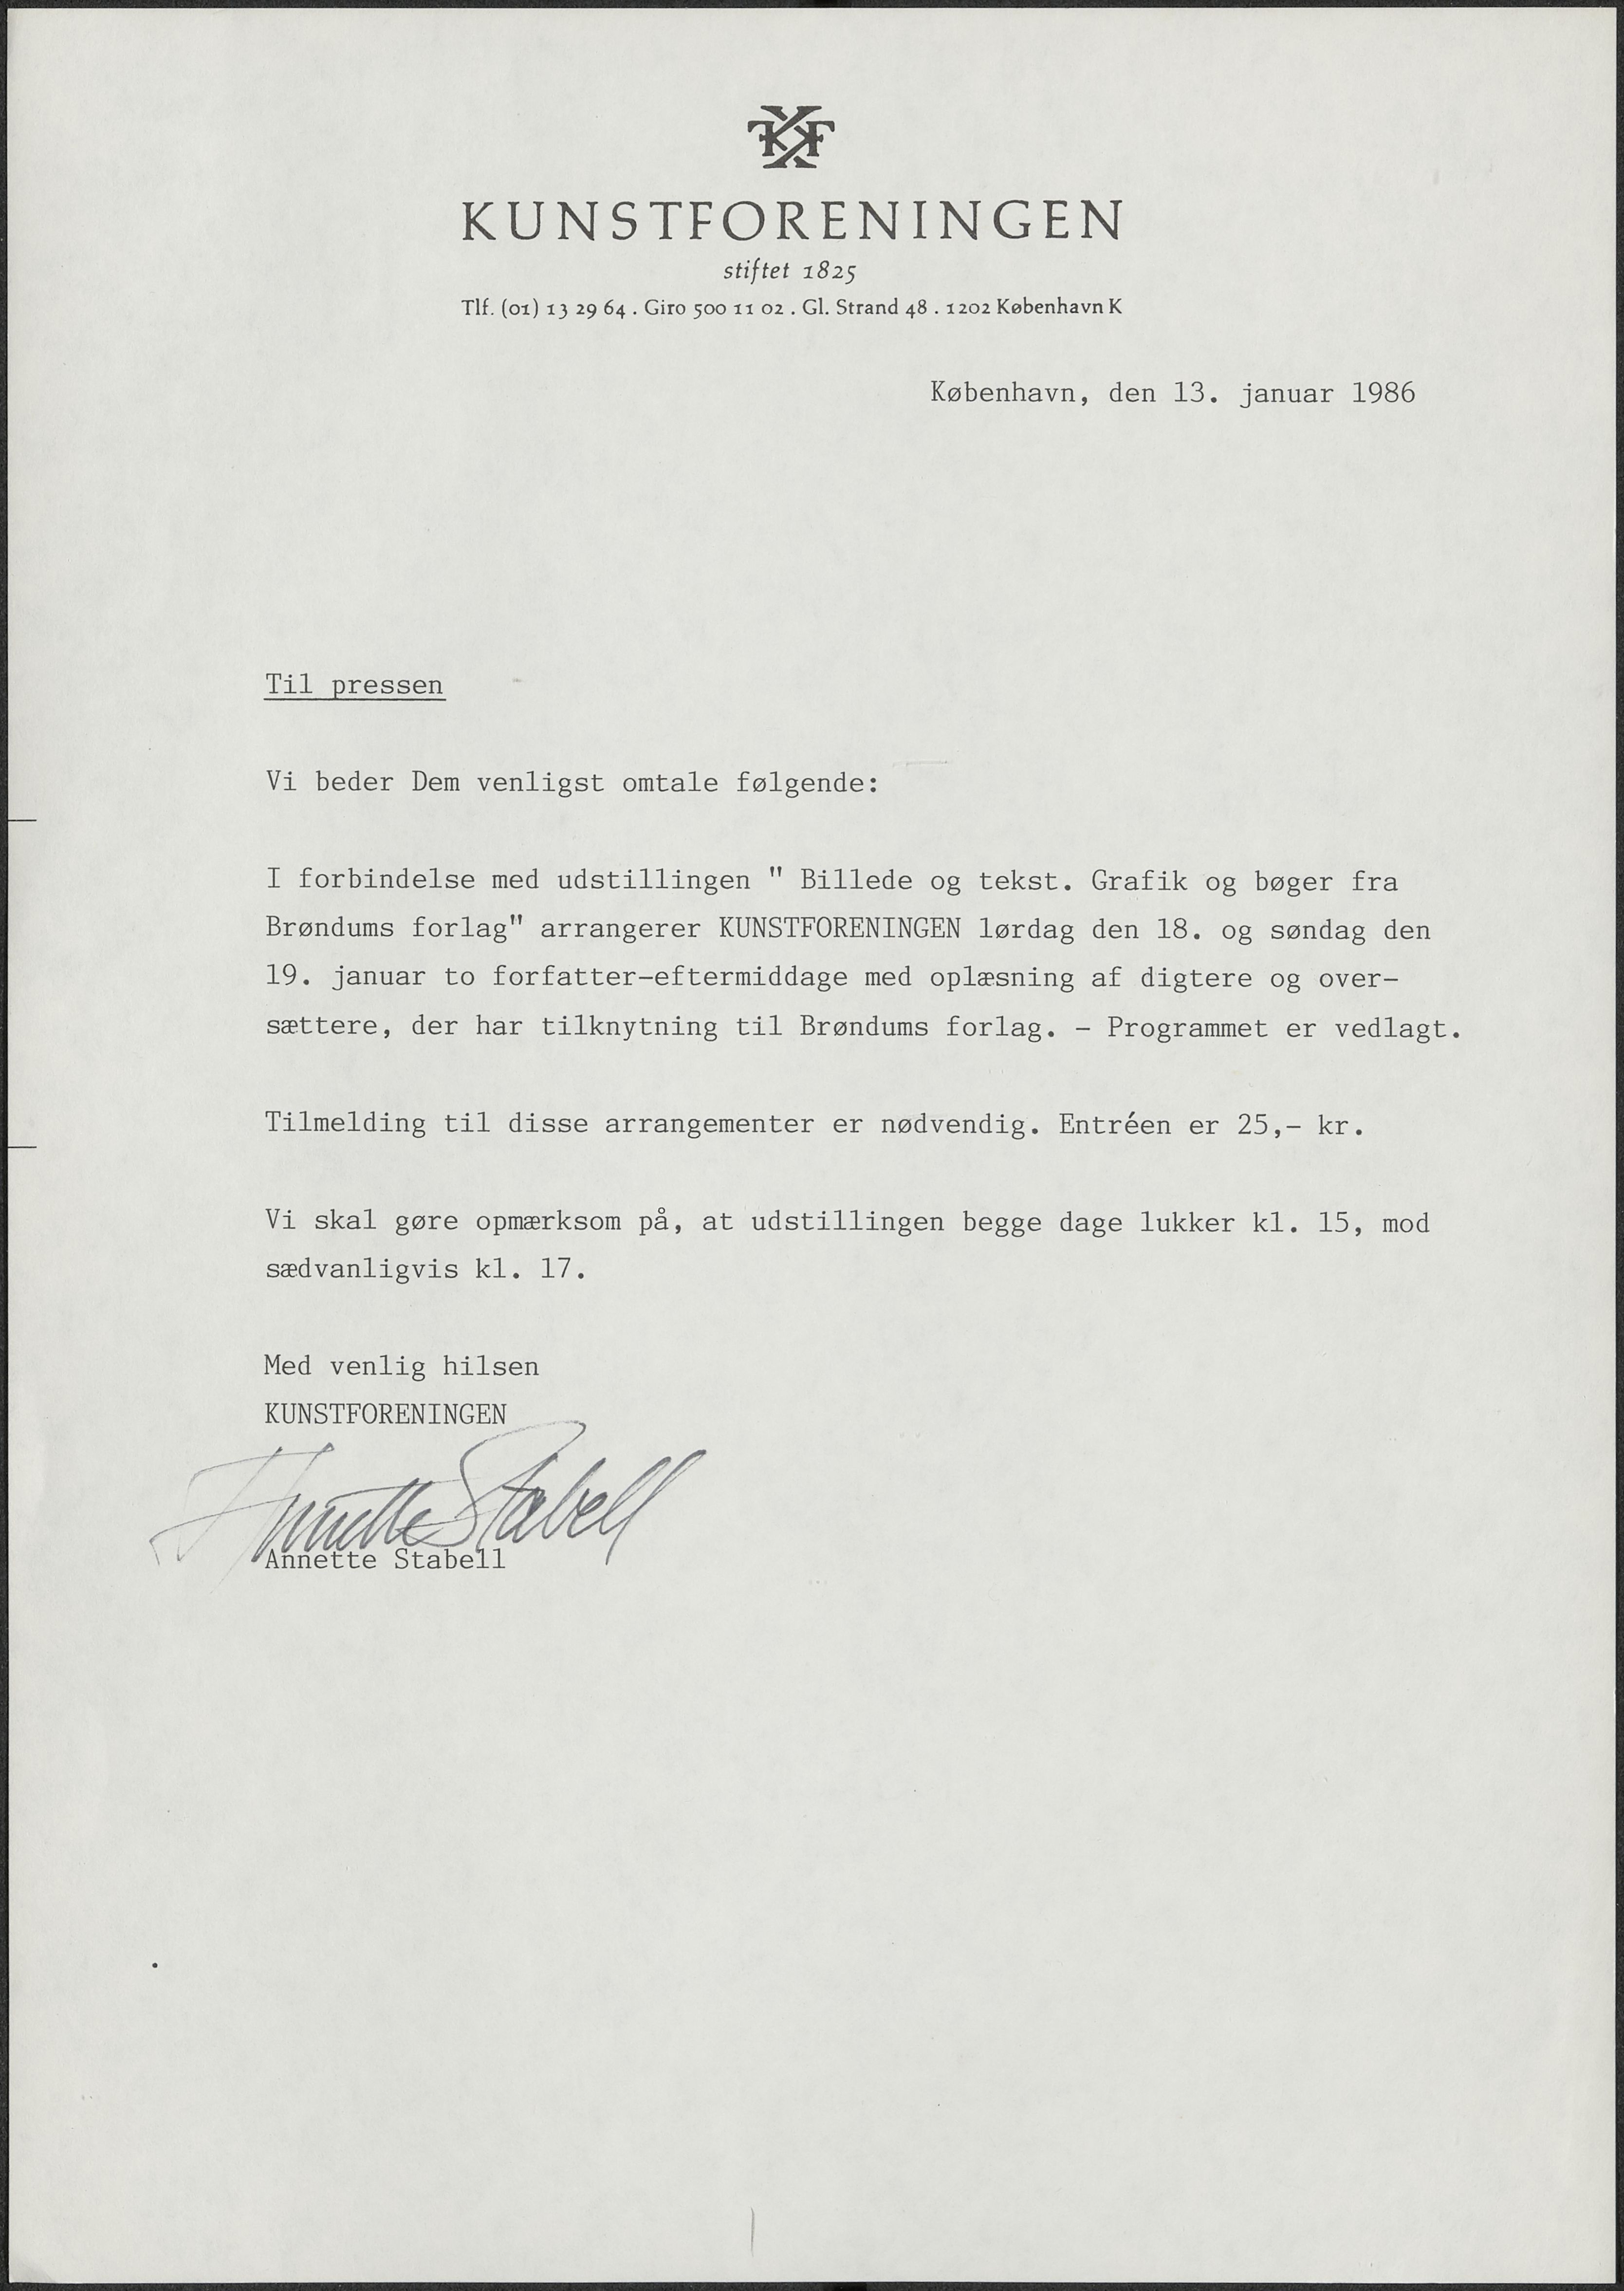 KUNSTFORENINGEN
stiftet 1825
Tlf. (01) 13 29 64 . Giro 500 11 02 . Gl. Strand 48 . 1202 København K
København, den 13. januar 1986
Til pressen
Vi beder Dem venligst omtale følgende:
I forbindelse med udstillingen " Billede og tekst. Grafik og bøger fra
Brøndums forlag" arrangerer KUNSTFORENINGEN lørdag den 18. og søndag den
19. januar to forfatter-eftermiddage med oplæsning af digtere og over-
sættere, der har tilknytning til Brøndums forlag. - Programmet er vedlagt.
Tilmelding til disse arrangementer er nødvendig. Entréen er 25,- kr.
Vi skal gøre opmærksom på, at udstillingen begge dage lukker kl. 15, mod
sædvanligvis kl. 17.
Med venlig hilsen
KUNSTFORENINGEN
Annette Stabell
Annette Stabell